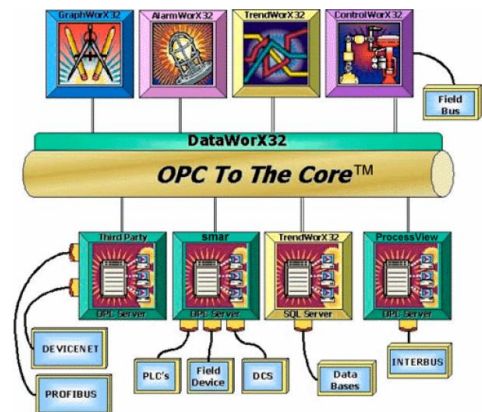 GraphWorX32
AlarmWorX32
TrendWorX32
ControlWorX32
Field
Bus
DataWorX32
OPC To The Core™
Third Party
OPC Server
smar
OPC Server
TrendWorX32
SQL Server
ProcessView
OPC Server
DEVICENET
PROFIBUS
PLC's
Field
Device
DCS
Data
Bases
INTERBUS